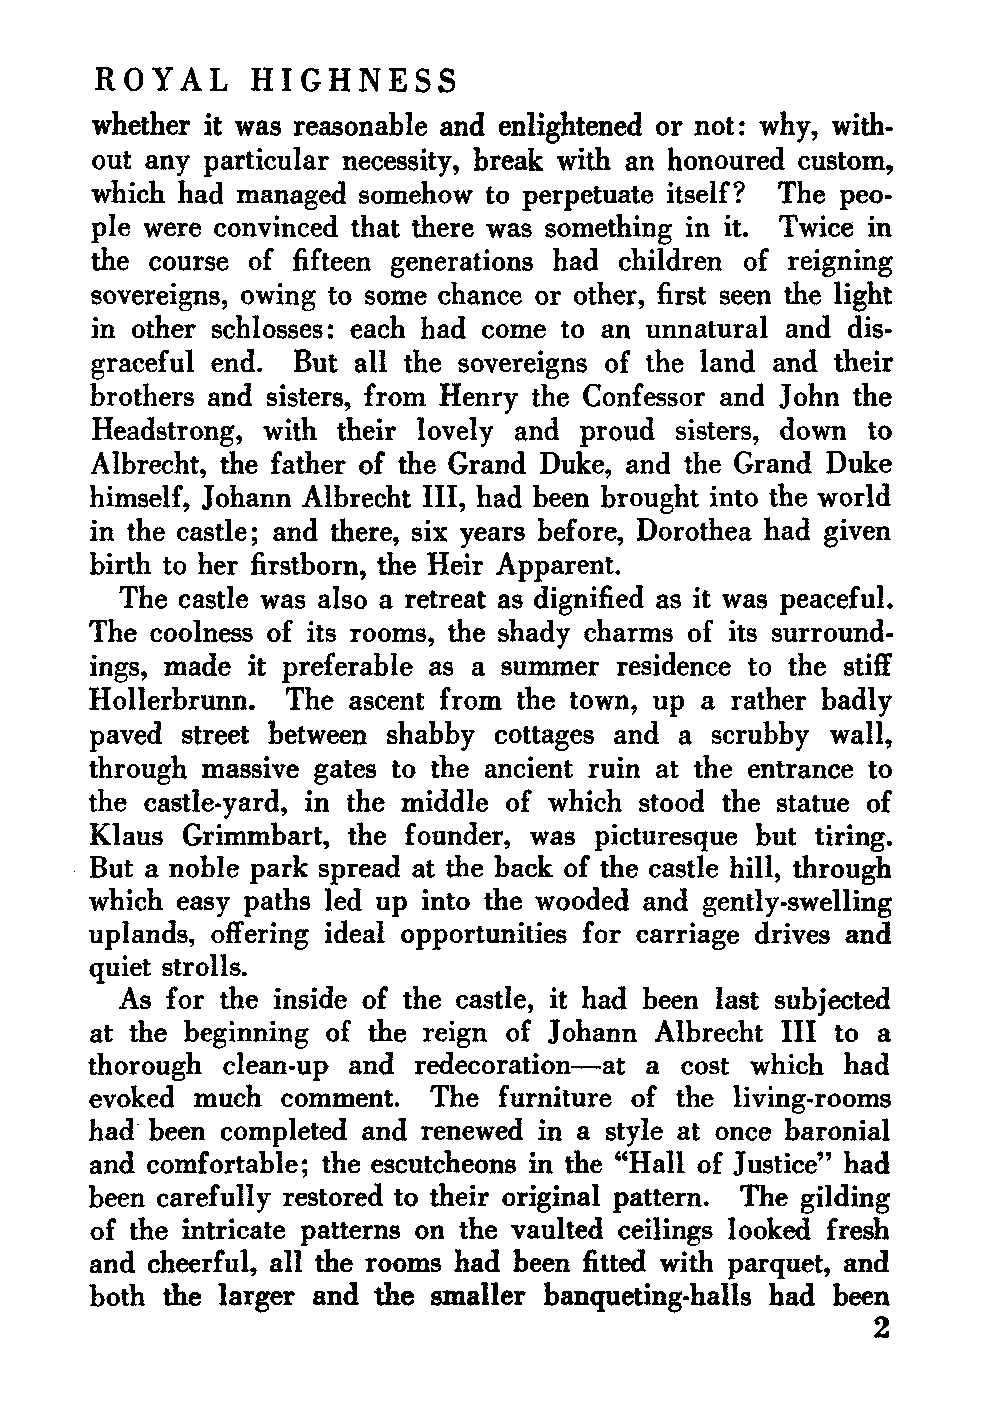 ROYAL HIGHNESS
whether it was reasonable and enlightened or not: why, with-
out any particular necessity, break with an honoured custom,
which had managed somehow to perpetuate itself? The peo-
ple were convinced that there was something in it. Twice in
the course of fifteen generations had children of reigning
sovereigns, owing to some chance or other, first seen the light
in other schlosses: each had come to an unnatural and dis-
graceful end. But all the sovereigns of the land and their
brothers and sisters, from Henry the Confessor and John the
Headstrong, with their lovely and proud sisters, down to
Albrecht, the father of the Grand Duke, and the Grand Duke
himself, Johann Albrecht III, had been brought into the world
in the castle; and there, six years before, Dorothea had given
birth to her firstborn, the Heir Apparent.
The castle was also a retreat as dignified as it was peaceful.
The coolness of its rooms, the shady charms of its surround-
ings, made it preferable as a summer residence to the stiff
Hollerbrunn. The ascent from the town, up a rather badly
paved street between shabby cottages and a scrubby wall,
through massive gates to the ancient ruin at the entrance to
the castle-yard, in the middle of which stood the statue of
Klaus Grimmbart, the founder, was picturesque but tiring.
But a noble park spread at the back of the castle hill, through
which easy paths led up into the wooded and gently-swelling
uplands, offering ideal opportunities for carriage drives and
quiet strolls.
As for the inside of the castle, it had been last subjected
at the beginning of the reign of Johann Albrecht III to a
thorough clean-up and redecoration—at a cost which had
evoked much comment. The furniture of the living-rooms
had been completed and renewed in a style at once baronial
and comfortable; the escutcheons in the “Hall of Justice” had
been carefully restored to their original pattern. The gilding
of the intricate patterns on the vaulted ceilings looked fresh
and cheerful, all the rooms had been fitted with parquet, and
both the larger and the smaller banqueting-halls had been
2